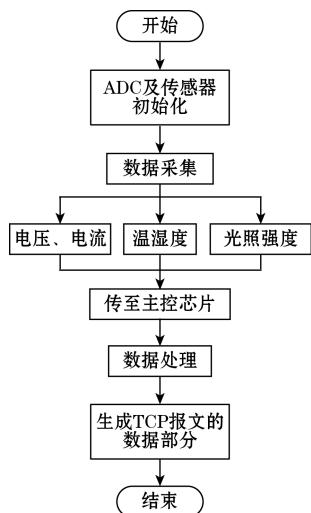 开始
ADC及传感器
初始化
数据采集
电压、电流 温湿度 光照强度
传至主控芯片
数据处理
生成TCP报文的
数据部分
结束